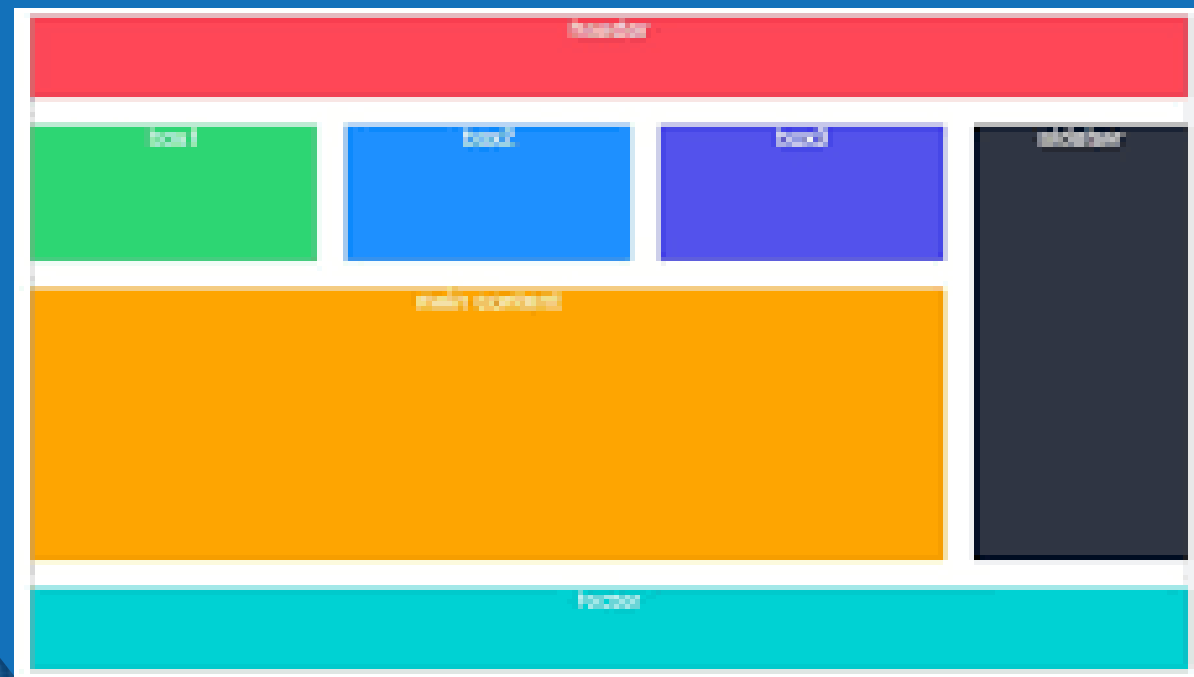 header
box1
box2
box3
sidebar
main content
footer